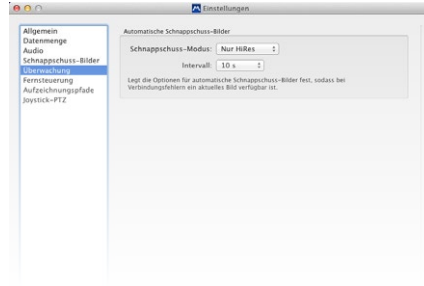 Einstellungen
Allgemein
Datenmenge
Audio
Schnappschuss-Bilder
Überwachung
Fernsteuerung
Aufzeichnungspfade
Joystick-PTZ
Automatische Schnappschuss-Bilder
Schnappschuss-Modus: Nur HiRes
Intervall: 10 s
Legt die Optionen für automatische Schnappschuss-Bilder fest, sodass bei
Verbindungsfehlern ein aktuelles Bild verfügbar ist.